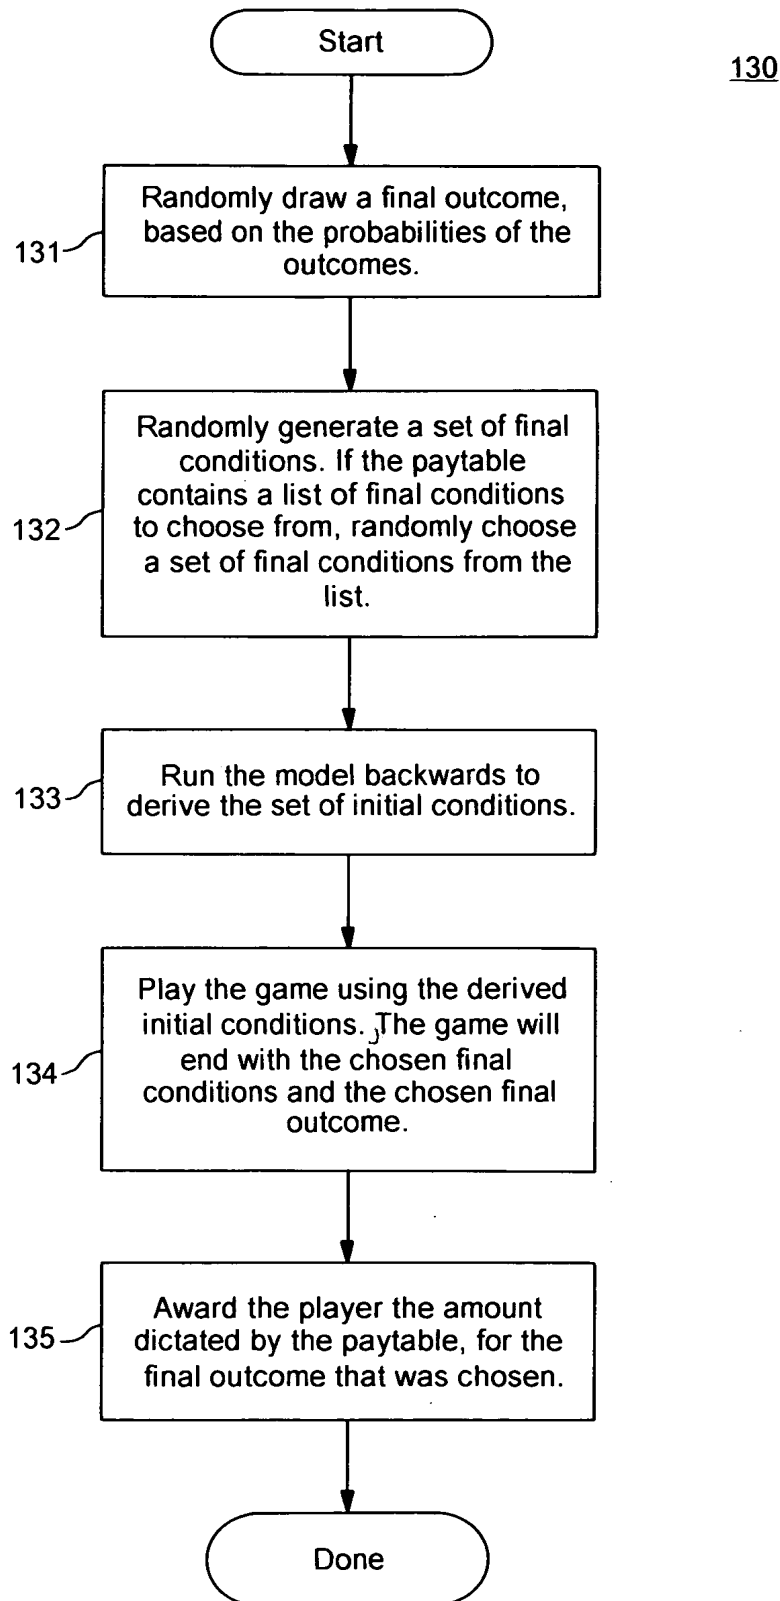 Start
130
Randomly draw a final outcome,
based on the probabilities of the
outcomes.
131
Randomly generate a set of final
conditions. If the paytable
contains a list of final conditions
to choose from, randomly choose
a set of final conditions from the
list.
132
Run the model backwards to
derive the set of initial conditions.
133
Play the game using the derived
initial conditions. The game will
end with the chosen final
conditions and the chosen final
outcome.
134
Award the player the amount
dictated by the paytable, for the
final outcome that was chosen.
135
Done